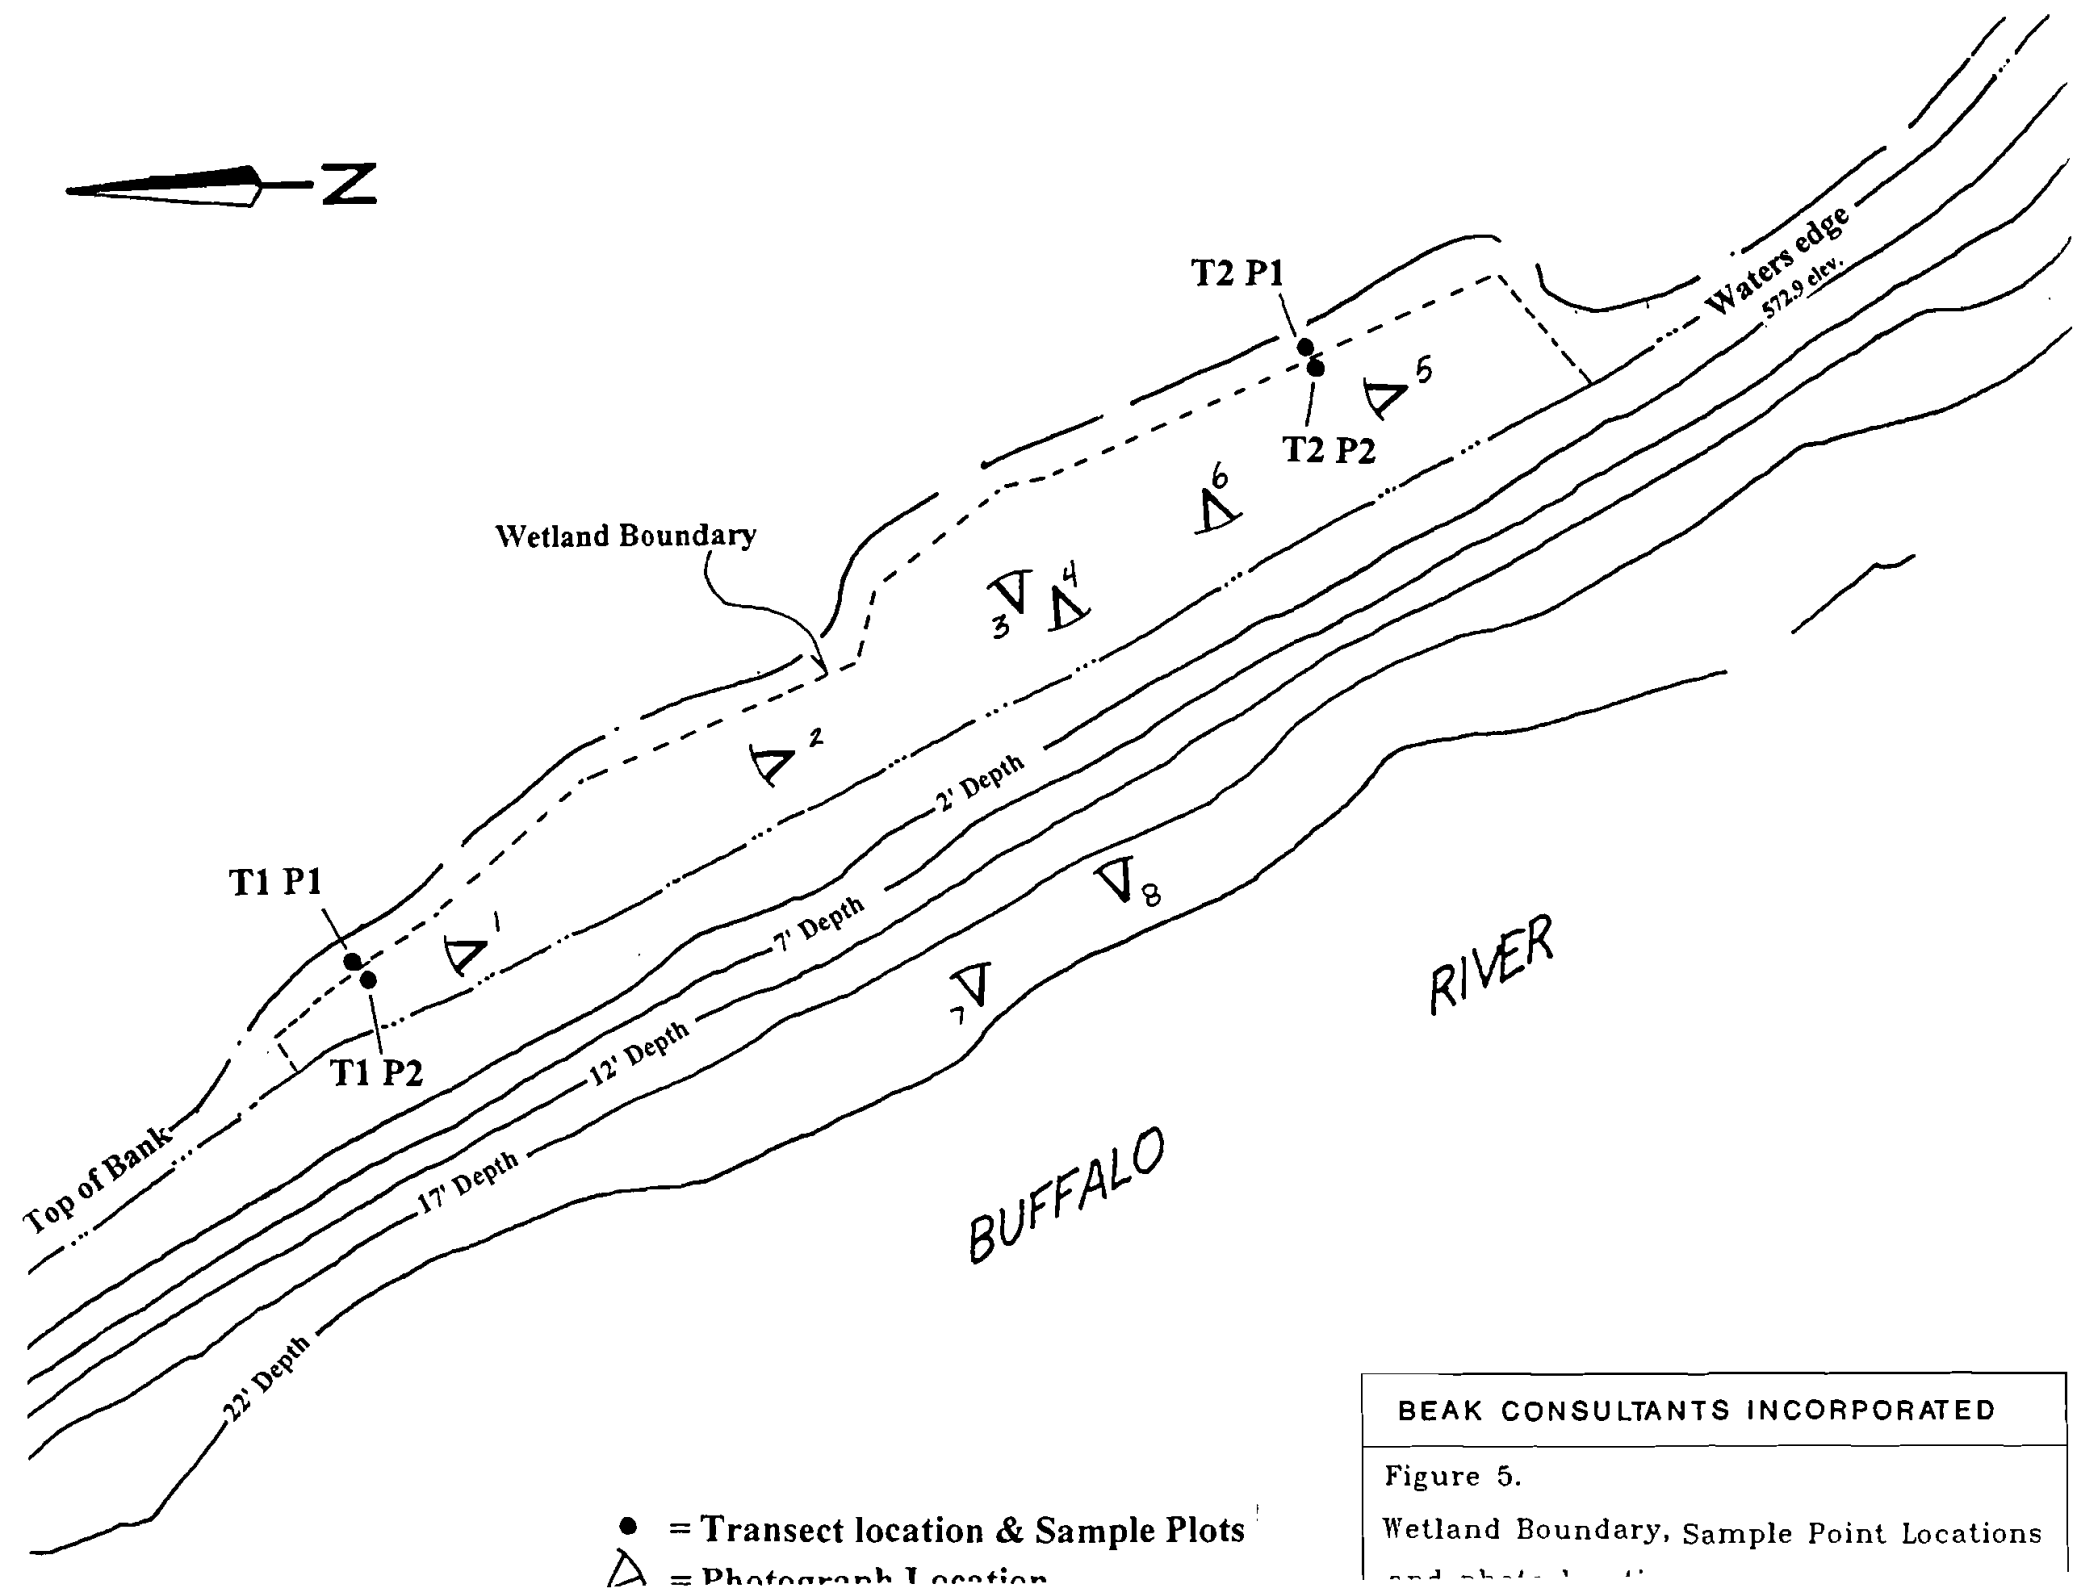 N
Waters edge
572.9 elev.
T2 P1
5
T2 P2
6
Wetland Boundary
4
3
2
2' Depth
T1 P1
8
7' Depth
1
RIVER
7
12' Depth
T1 P2
Top of Bank
17' Depth
BUFFALO
22' Depth
BEAK CONSULTANTS INCORPORATED
Figure 5.
Wetland Boundary, Sample Point Locations
= Transect location & Sample Plots
= Photograph Location